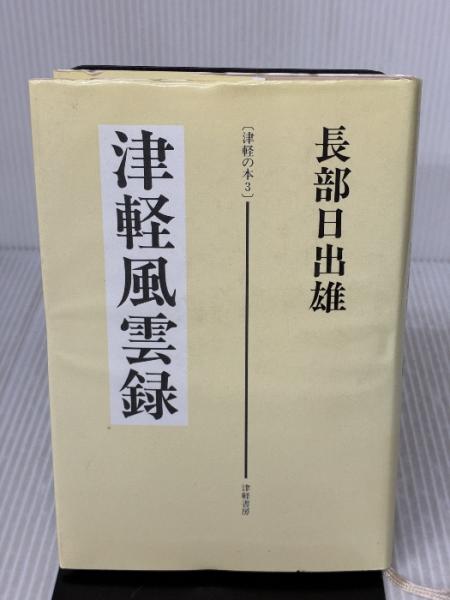 長部日出雄
〔津軽の本3〕
津軽書房
津軽風雲録